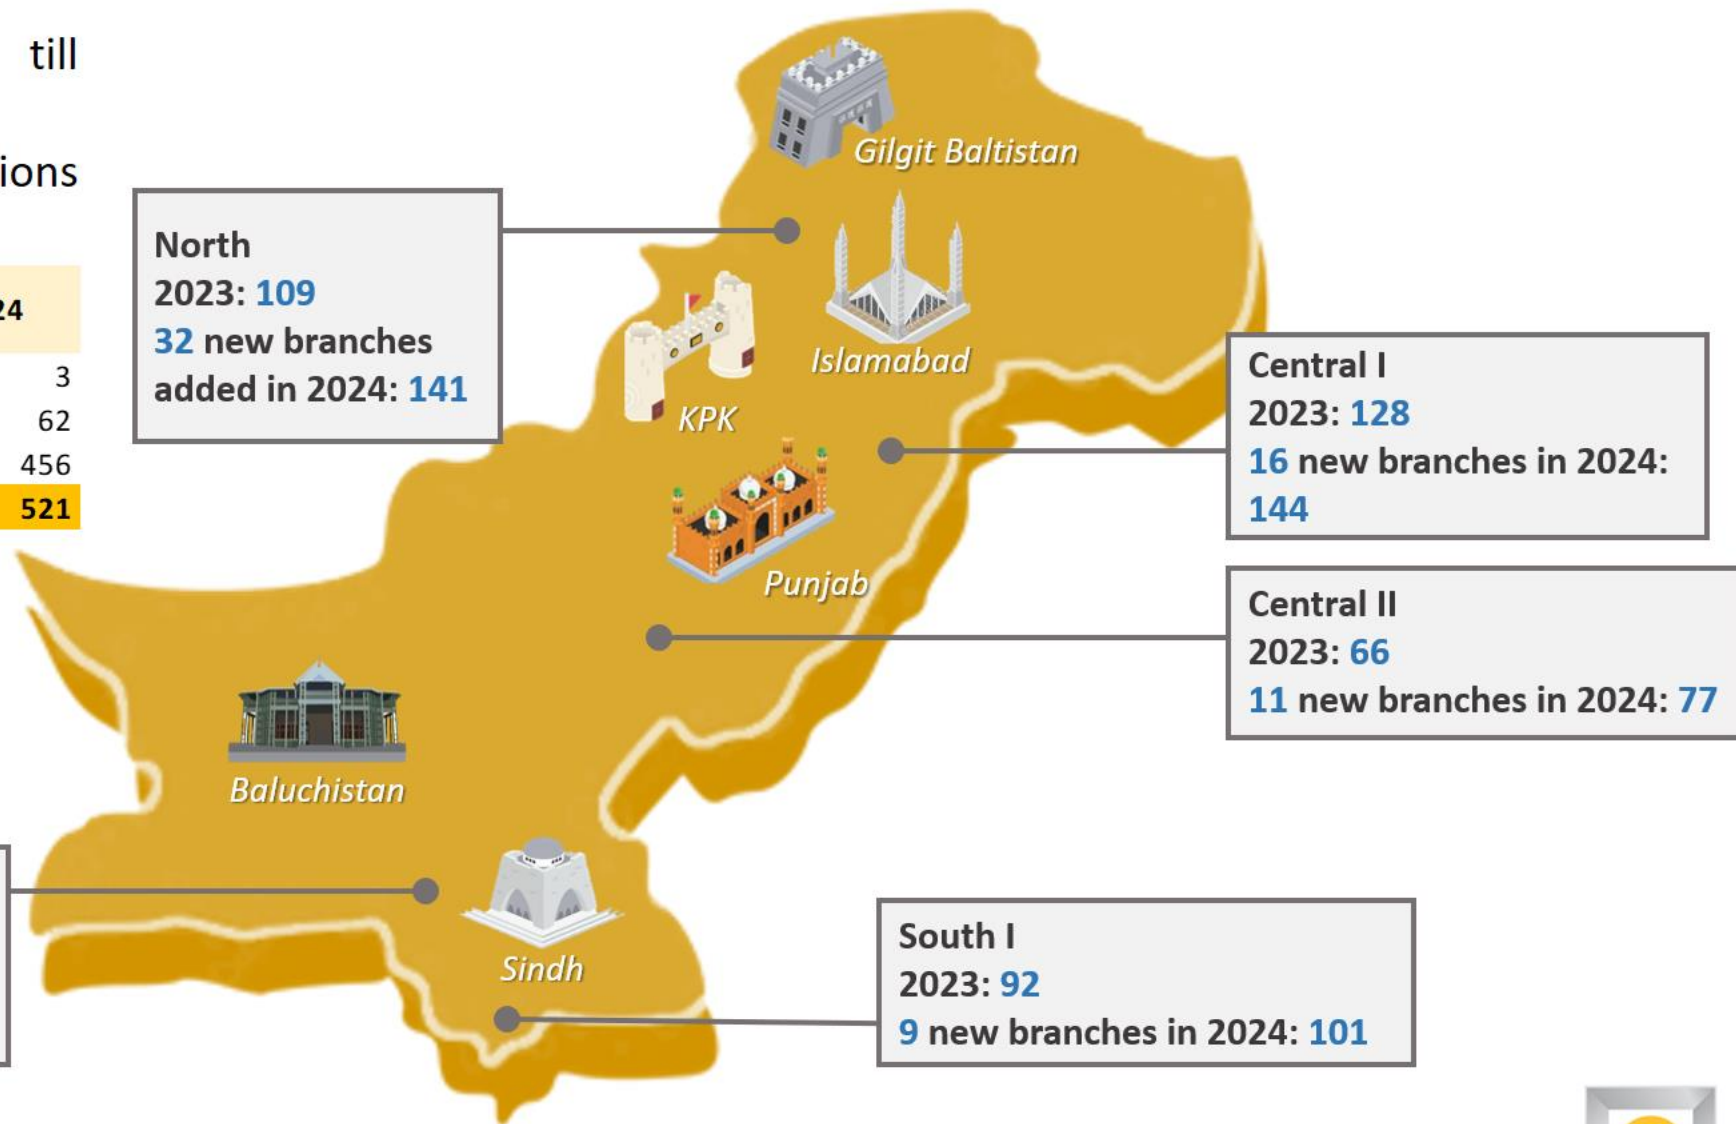 till
ions
24
3
62
456
521
North
2023: 109
32 new branches
added in 2024: 141
Gilgit Baltistan
Islamabad
KPK
Central I
2023: 128
16 new branches in 2024:
144
Punjab
Central II
2023: 66
11 new branches in 2024: 77
Baluchistan
Sindh
South I
2023: 92
9 new branches in 2024: 101